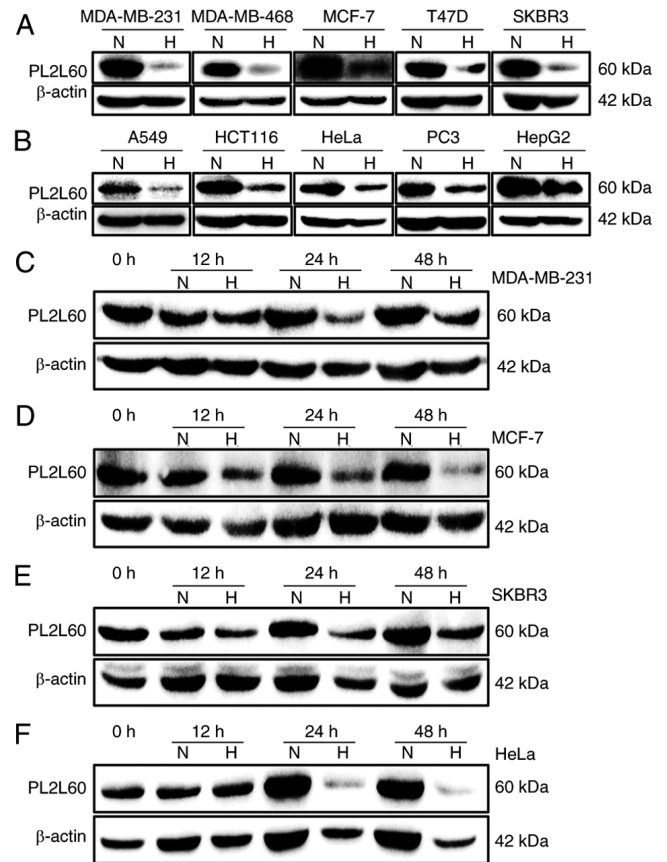 A
MDA-MB-231 MDA-MB-468 MCF-7 T47D SKBR3
N H N H N H N H N H
PL2L60 60 kDa
β-actin 42 kDa
B
A549 HCT116 HeLa PC3 HepG2
N H N H N H N H N H
PL2L60 60 kDa
β-actin 42 kDa
C
0 h 12 h 24 h 48 h
N H N H N H MDA-MB-231
PL2L60 60 kDa
β-actin 42 kDa
D
0 h 12 h 24 h 48 h
N H N H N H MCF-7
PL2L60 60 kDa
β-actin 42 kDa
E
0 h 12 h 24 h 48 h
N H N H N H SKBR3
PL2L60 60 kDa
β-actin 42 kDa
F
0 h 12 h 24 h 48 h
N H N H N H HeLa
PL2L60 60 kDa
β-actin 42 kDa